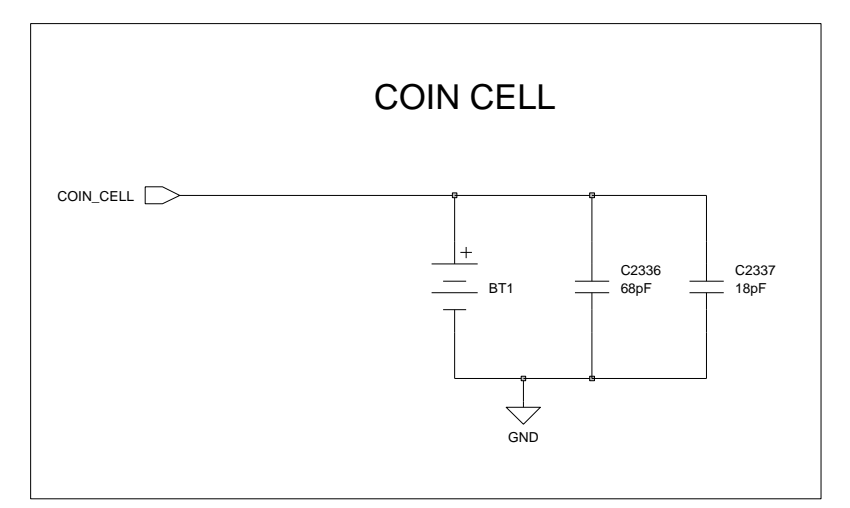 COIN CELL
COIN_CELL
+
BT1
C2336
68pF
C2337
18pF
GND